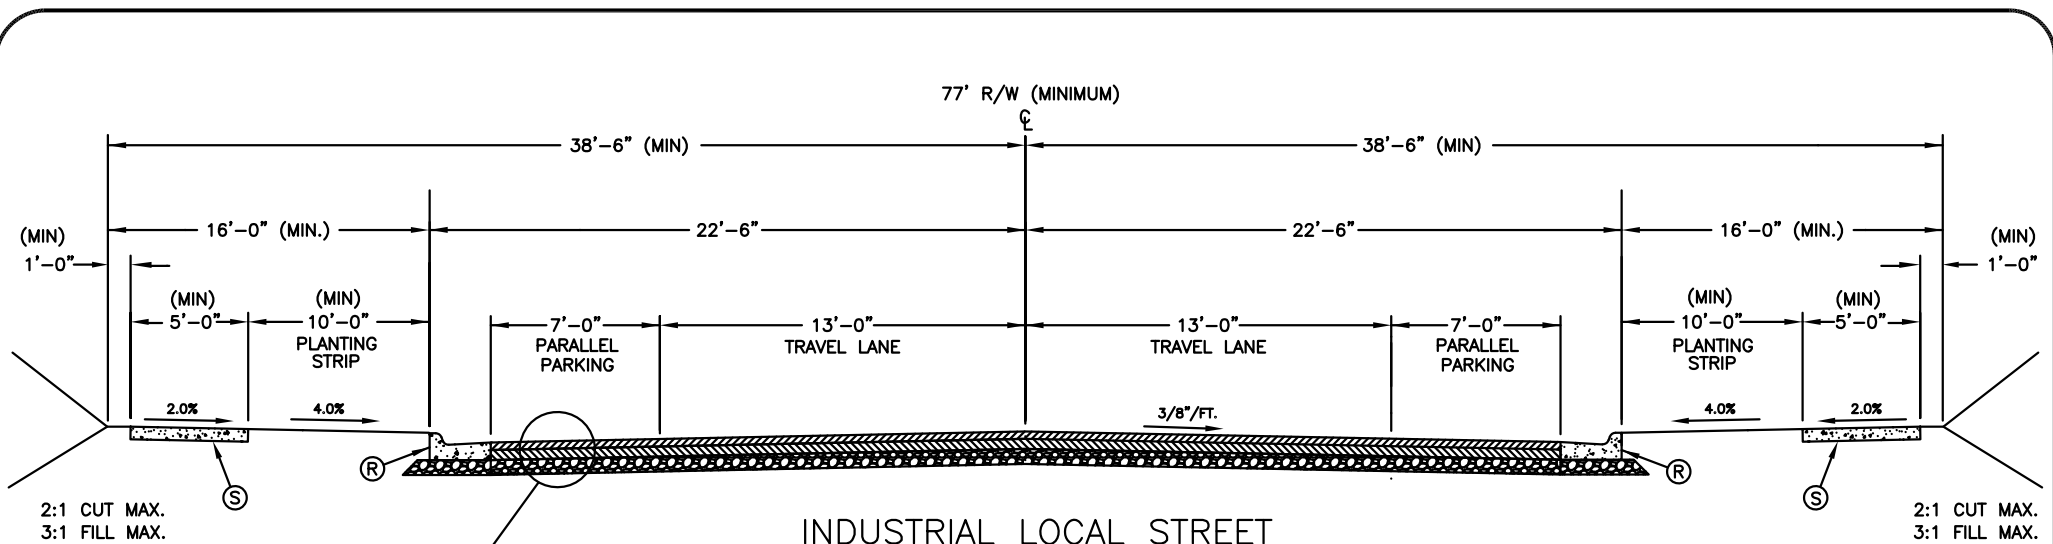 77' R/W (MINIMUM)
℄
38'-6" (MIN)
38'-6" (MIN)
16'-0" (MIN.)
22'-6"
22'-6"
16'-0" (MIN.)
(MIN)
1'-0"
(MIN)
1'-0"
(MIN)
5'-0"
(MIN)
10'-0"
PLANTING
STRIP
7'-0"
PARALLEL
PARKING
13'-0"
TRAVEL LANE
13'-0"
TRAVEL LANE
7'-0"
PARALLEL
PARKING
(MIN)
10'-0"
PLANTING
STRIP
(MIN)
5'-0"
2.0%
4.0%
3/8"/FT.
4.0%
2.0%
R
R
S
S
2:1 CUT MAX.
3:1 FILL MAX.
INDUSTRIAL LOCAL STREET
2:1 CUT MAX.
3:1 FILL MAX.